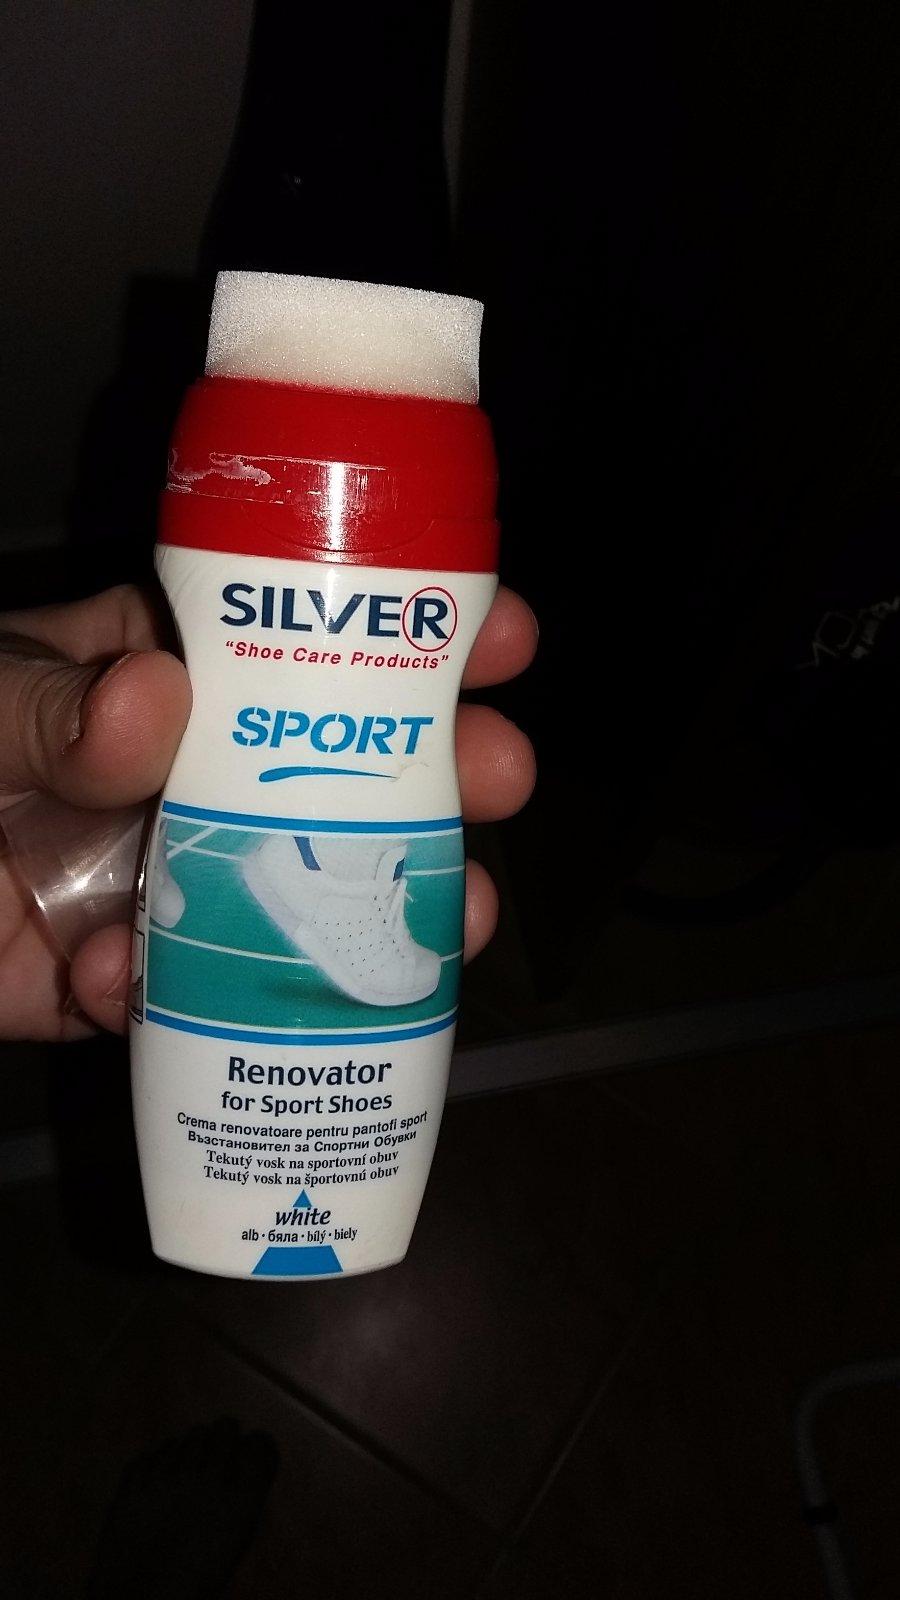 SILVER
"Shoe Care Products"
SPORT
Renovator
for Sport Shoes
Crema renovatoare pentru pantofi sport
Възстановител за Спортни Обувки
Tekutý vosk na sportovní obuv
Tekutý vosk na športovnú obuv
white
alb · бяла · bílý · biely